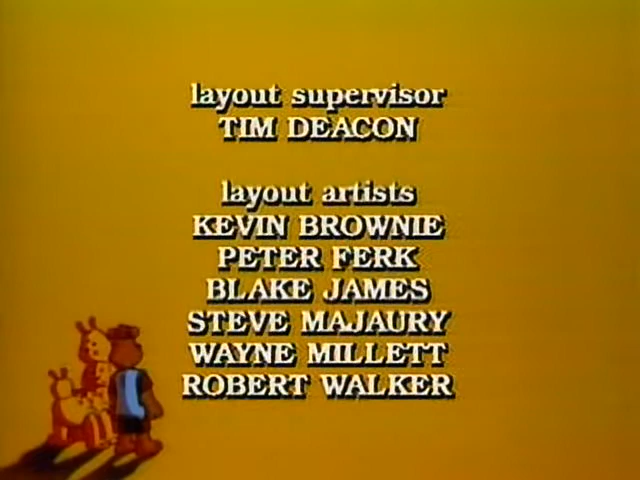 layout supervisor
TIM DEACON
layout artists
KEVIN BROWNIE
PETER FERK
BLAKE JAMES
STEVE MAJAURY
WAYNE MILLETT
ROBERT WALKER